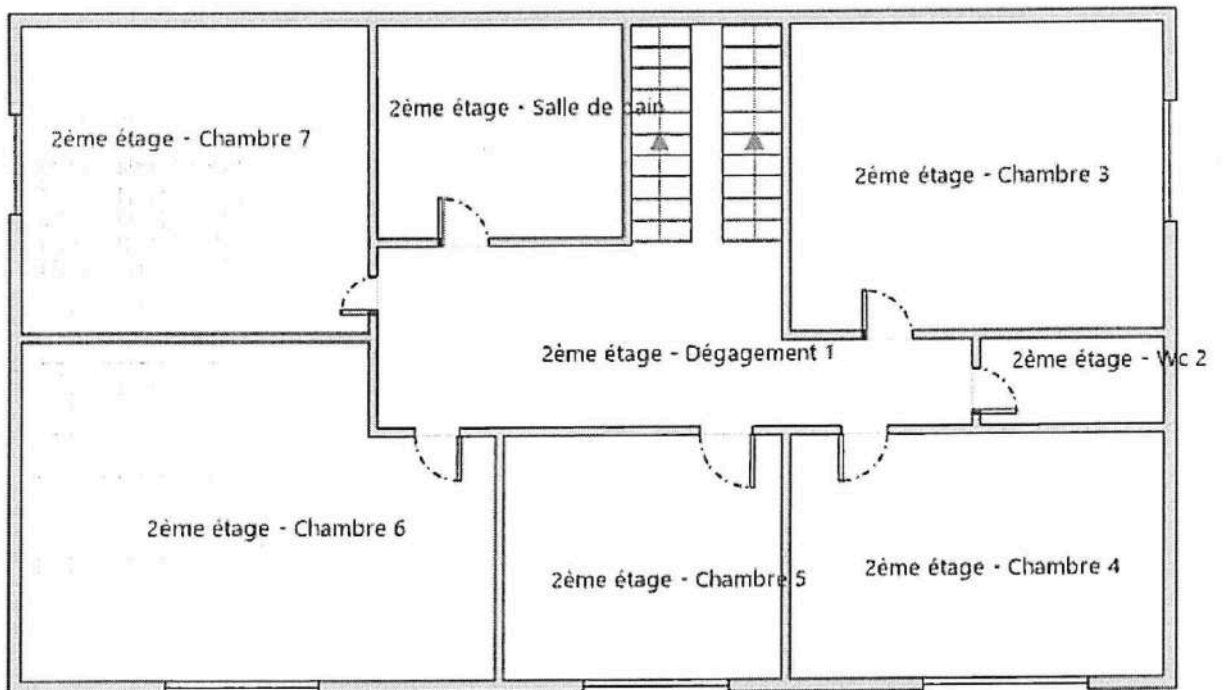 2ème étage - Salle de bain
2ème étage - Chambre 7
2ème étage - Chambre 3
2ème étage - Dégagement 1
2ème étage - Wc 2
2ème étage - Chambre 6
2ème étage - Chambre 5
2ème étage - Chambre 4